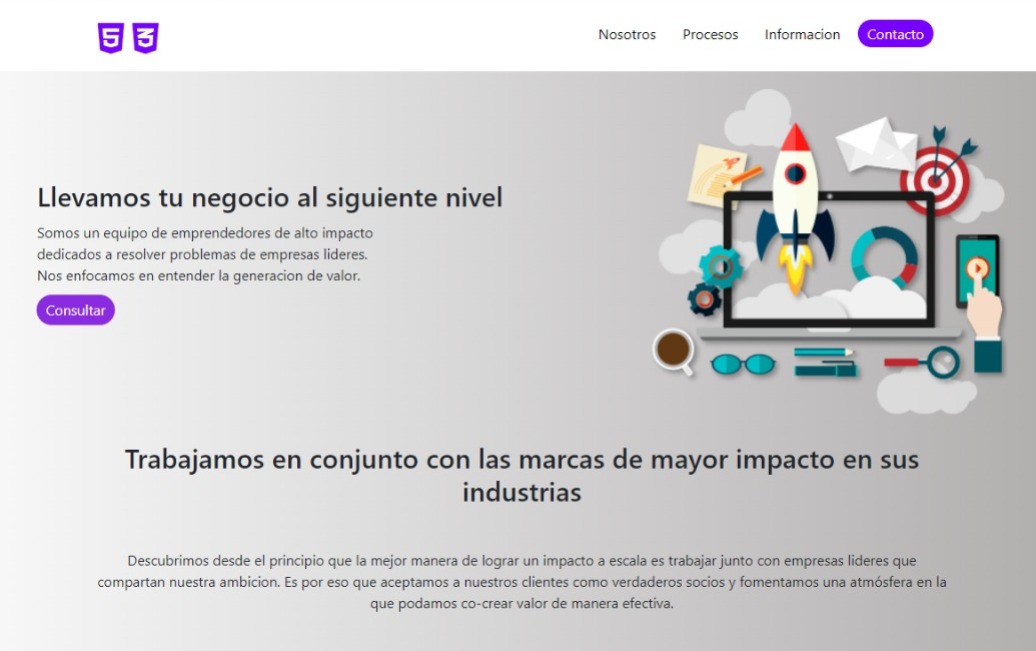 5 3
Nosotros Procesos Informacion Contacto
Llevamos tu negocio al siguiente nivel
Somos un equipo de emprendedores de alto impacto
dedicados a resolver problemas de empresas lideres.
Nos enfocamos en entender la generacion de valor.
Consultar
Trabajamos en conjunto con las marcas de mayor impacto en sus
industrias
Descubrimos desde el principio que la mejor manera de lograr un impacto a escala es trabajar junto con empresas lideres que
compartan nuestra ambicion. Es por eso que aceptamos a nuestros clientes como verdaderos socios y fomentamos una atmósfera en la
que podamos co-crear valor de manera efectiva.